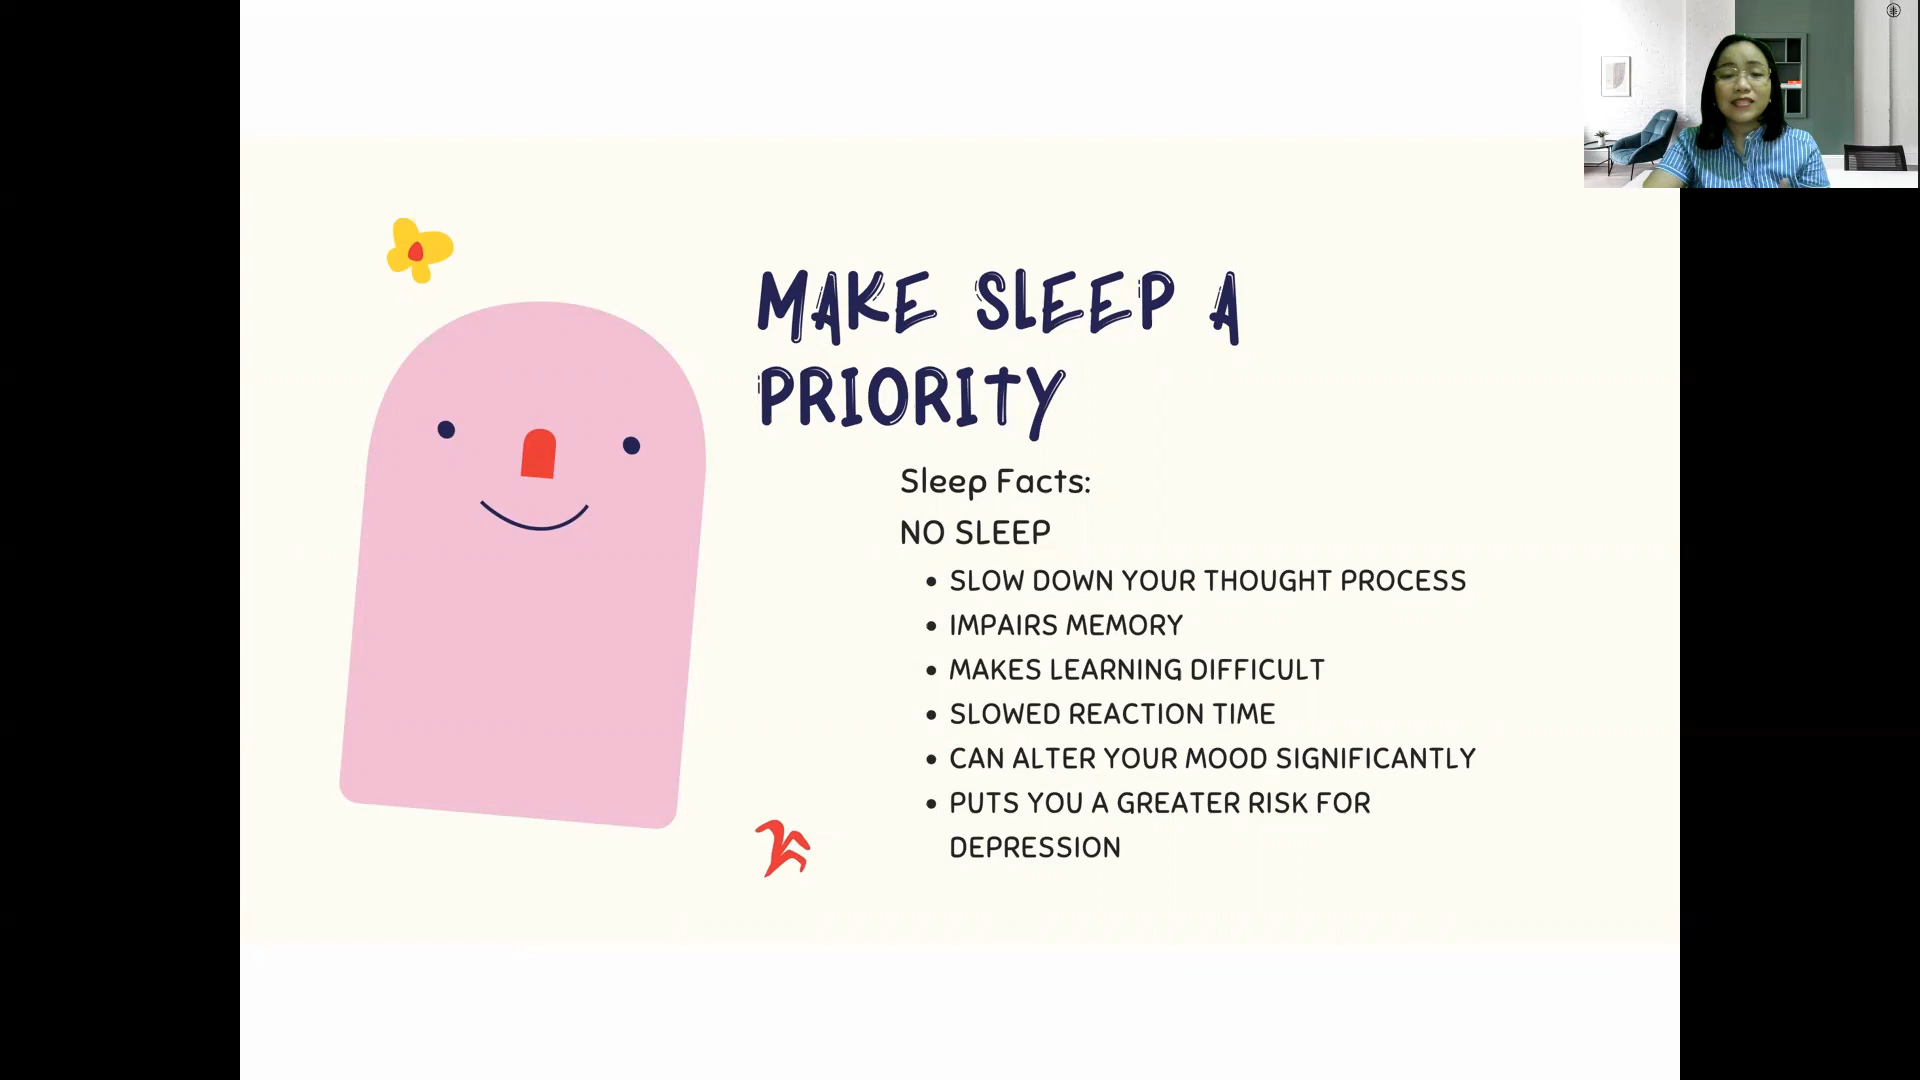 MAKE SLEEP A
PRIORITY
Sleep Facts:
NO SLEEP
• SLOW DOWN YOUR THOUGHT PROCESS
• IMPAIRS MEMORY
• MAKES LEARNING DIFFICULT
• SLOWED REACTION TIME
• CAN ALTER YOUR MOOD SIGNIFICANTLY
• PUTS YOU A GREATER RISK FOR
DEPRESSION